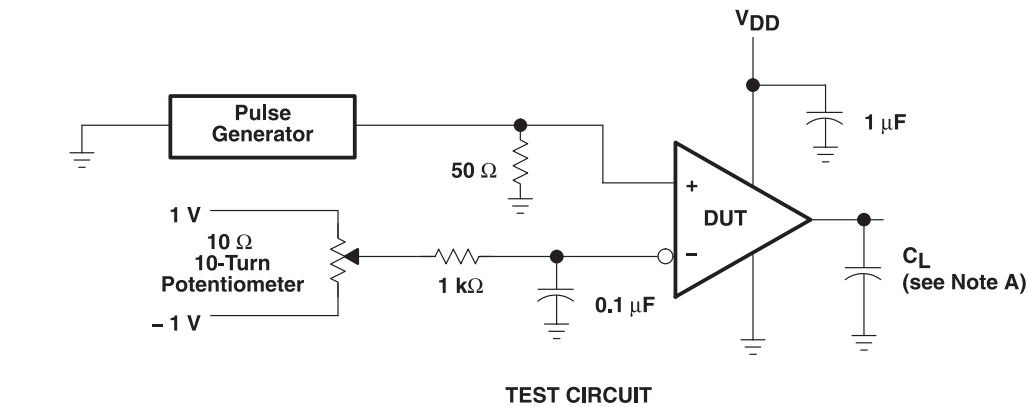 VDD
Pulse
Generator
1 μF
50 Ω
+
DUT
1 V
10 Ω
10-Turn
Potentiometer
– 1 V
1 kΩ
0.1 μF
–
CL
(see Note A)
TEST CIRCUIT